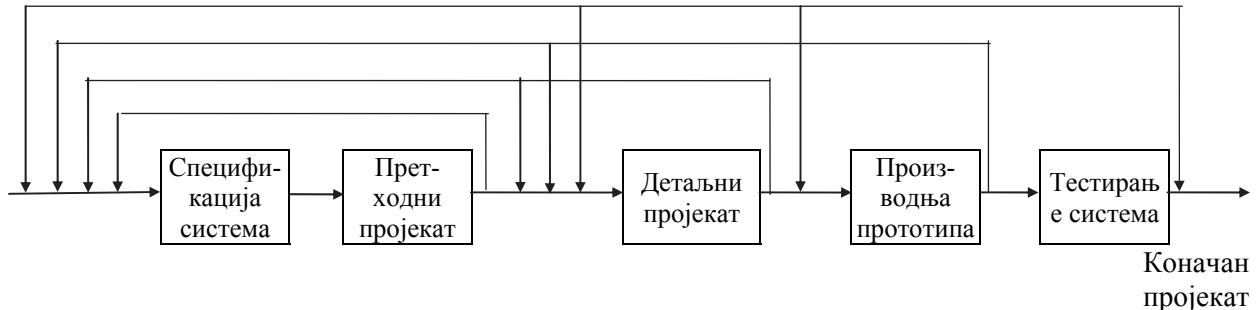 Специфи-
кација
система
Прет-
ходни
пројекат
Детаљни
пројекат
Произ-
водња
прототипа
Тестирањ
е система
Коначан
пројекат